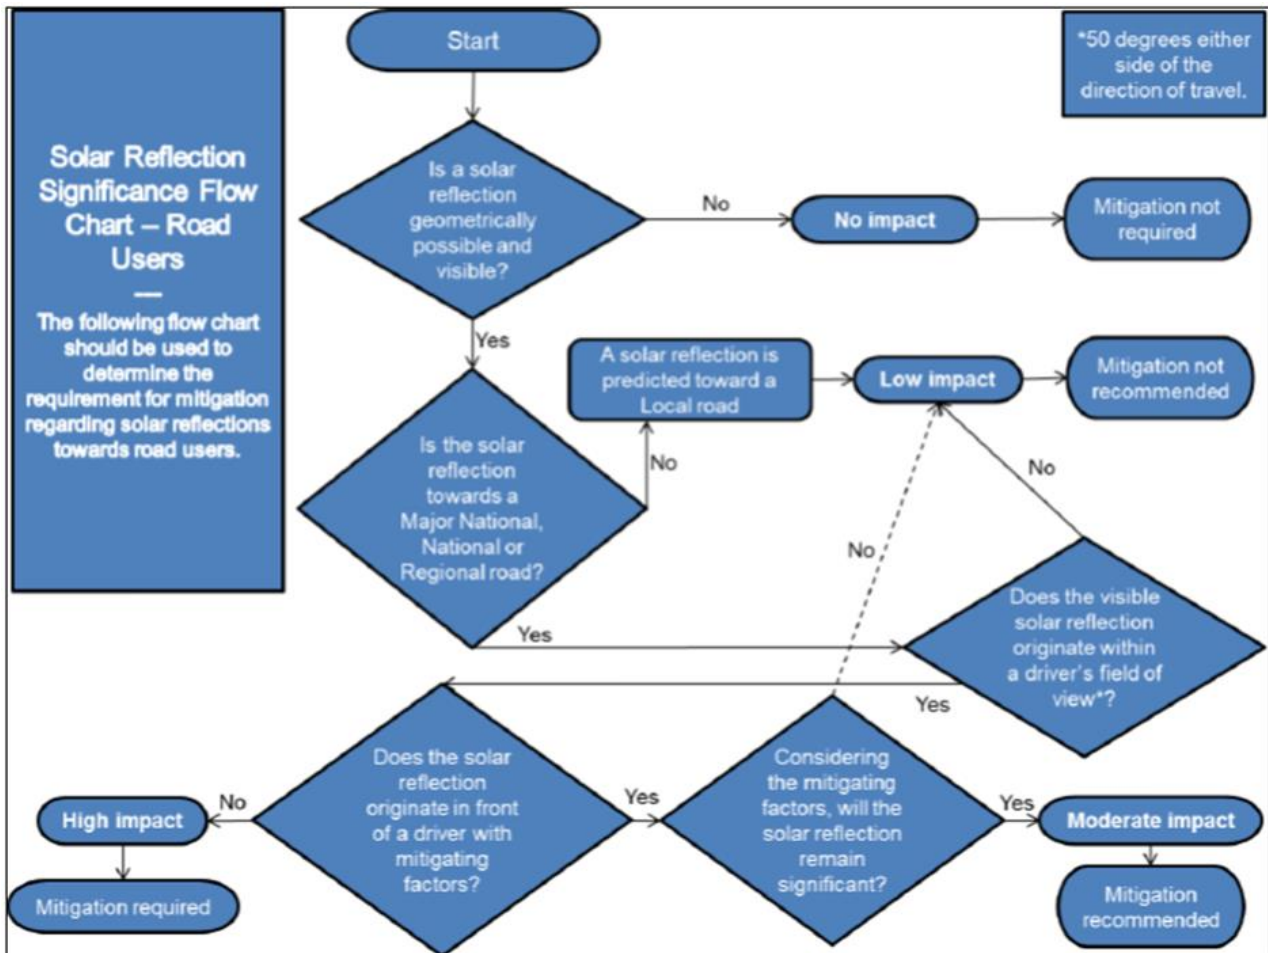 Solar Reflection
Significance Flow
Chart – Road
Users
—
The following flow chart
should be used to
determine the
requirement for mitigation
regarding solar reflections
towards road users.
Start
*50 degrees either
side of the
direction of travel.
Is a solar
reflection
geometrically
possible and
visible?
No
No impact
Mitigation not
required
Yes
A solar reflection is
predicted toward a
Local road
Low impact
Mitigation not
recommended
Is the solar
reflection
towards a
Major National,
National or
Regional road?
No
No
No
Yes
Does the visible
solar reflection
originate within
a driver's field of
view*?
Yes
Does the solar
reflection
originate in front
of a driver with
mitigating
factors?
No
High impact
Mitigation required
Yes
Considering
the mitigating
factors, will the
solar reflection
remain
significant?
Yes
Moderate impact
Mitigation
recommended